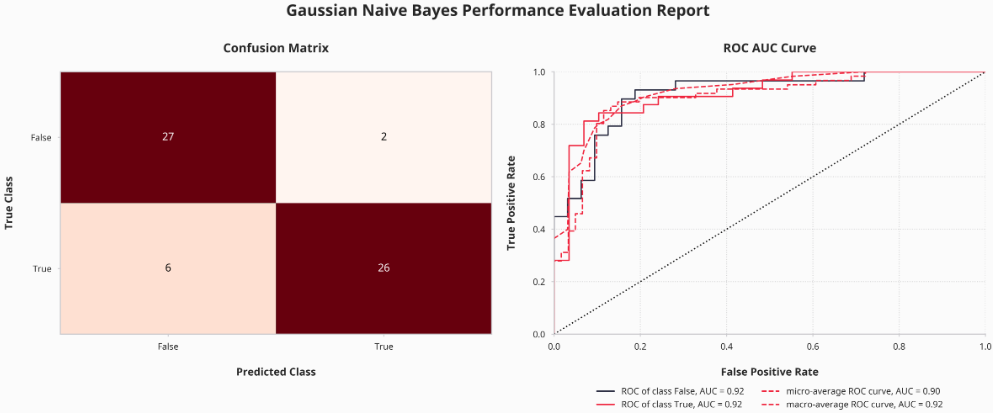 Gaussian Naive Bayes Performance Evaluation Report
Confusion Matrix
True Class
False
27
2
True
6
26
False
True
Predicted Class
ROC AUC Curve
True Positive Rate
1.0
0.8
0.6
0.4
0.2
0.0
0.0
0.2
0.4
0.6
0.8
1.0
False Positive Rate
ROC of class False, AUC = 0.92
ROC of class True, AUC = 0.92
micro-average ROC curve, AUC = 0.90
macro-average ROC curve, AUC = 0.92